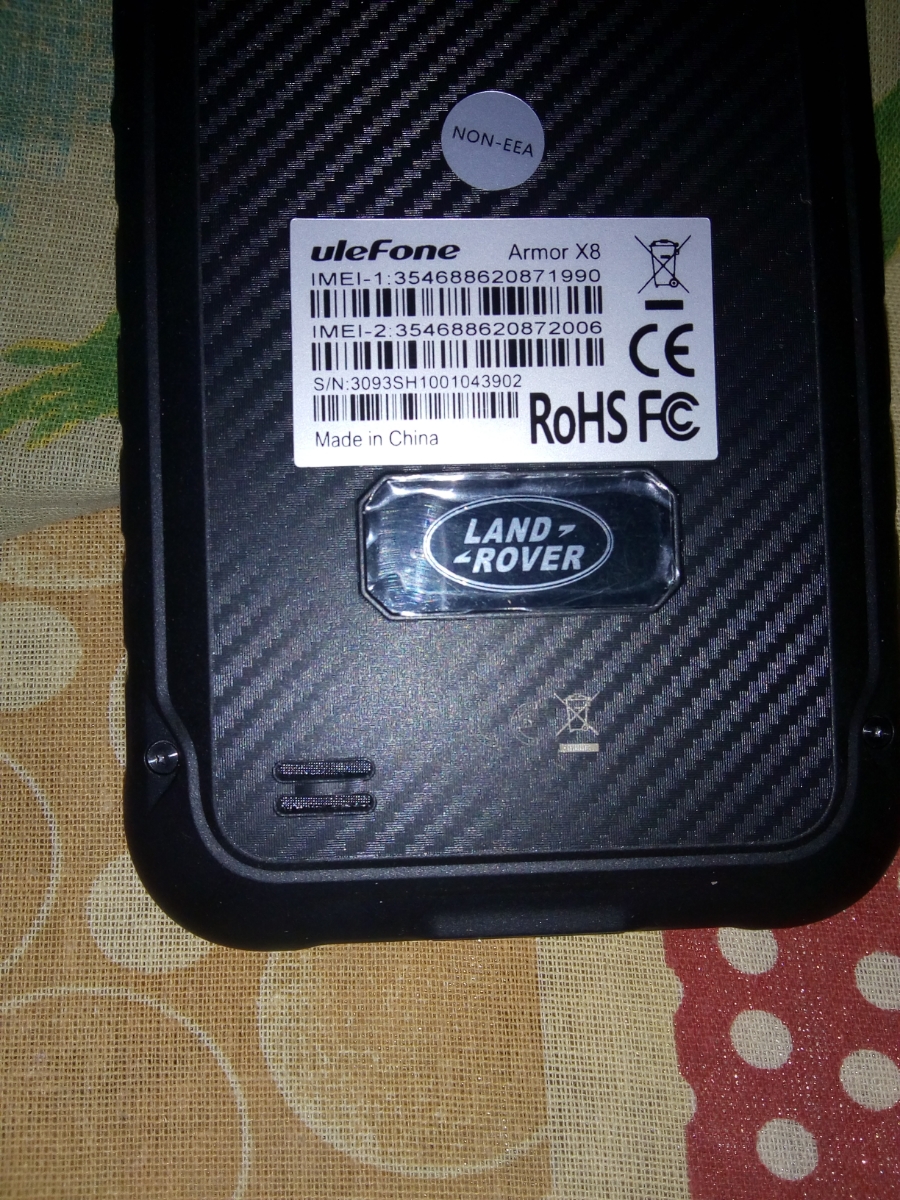 NON-EEA
uleFone Armor X8
IMEI-1:354688620871990
IMEI-2:354688620872006
S/N:3093SH1001043902
CE
RoHS FC
Made in China
LAND
ROVER